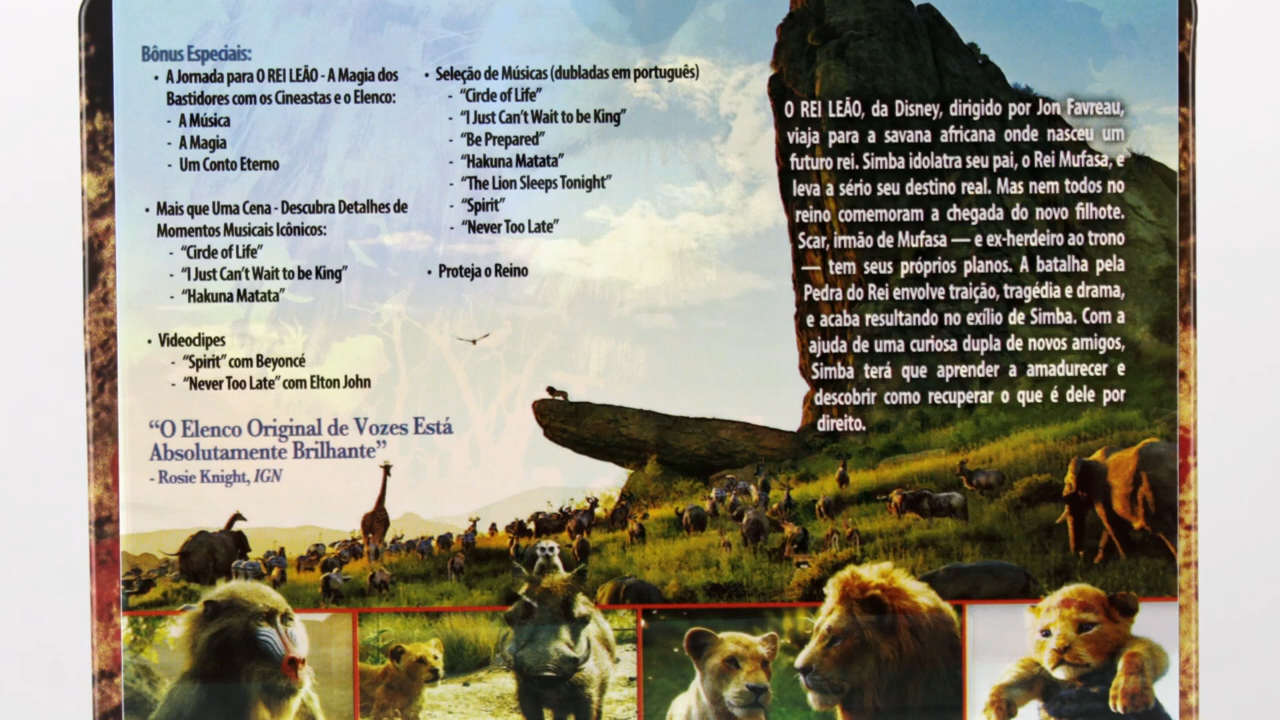 Bônus Especiais:
• A Jornada para O REI LEÃO - A Magia dos
Bastidores com os Cineastas e o Elenco:
- A Música
- A Magia
- Um Conto Eterno
• Mais que Uma Cena - Descubra Detalhes de
Momentos Musicais Icônicos:
- “Circle of Life”
- “I Just Can’t Wait to be King”
- “Hakuna Matata”
• Videoclipes
- “Spirit” com Beyoncé
- “Never Too Late” com Elton John
• Seleção de Músicas (dubladas em português)
- “Circle of Life”
- “I Just Can’t Wait to be King”
- “Be Prepared”
- “Hakuna Matata”
- “The Lion Sleeps Tonight”
- “Spirit”
- “Never Too Late”
• Proteja o Reino
“O Elenco Original de Vozes Está
Absolutamente Brilhante”
- Rosie Knight, IGN
O REI LEÃO, da Disney, dirigido por Jon Favreau,
viaja para a savana africana onde nasceu um
futuro rei. Simba idolatra seu pai, o Rei Mufasa, e
leva a sério seu destino real. Mas nem todos no
reino comemoram a chegada do novo filhote.
Scar, irmão de Mufasa — e ex-herdeiro ao trono
— tem seus próprios planos. A batalha pela
Pedra do Rei envolve traição, tragédia e drama,
e acaba resultando no exílio de Simba. Com a
ajuda de uma curiosa dupla de novos amigos,
Simba terá que aprender a amadurecer e
descobrir como recuperar o que é dele por
direito.